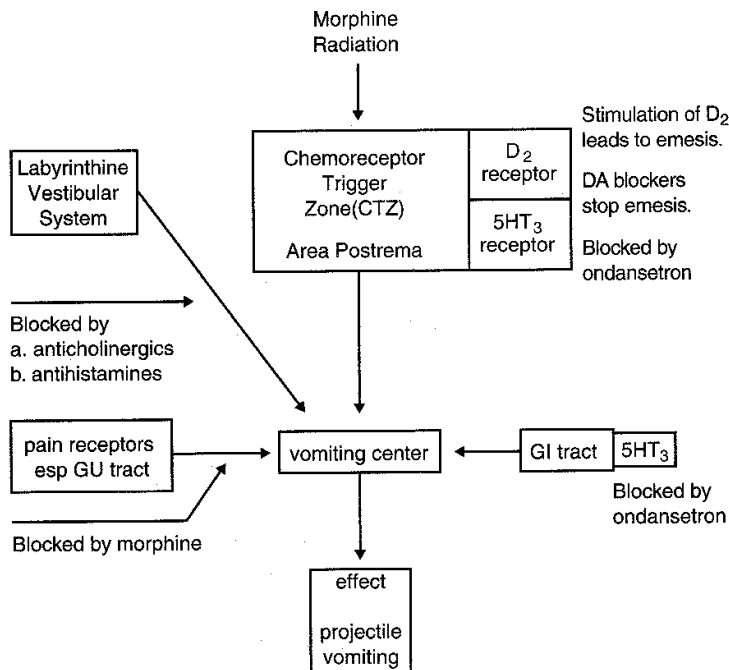 Morphine
Radiation
Chemoreceptor
Trigger
Zone(CTZ)
Area Postrema
D₂
receptor
5HT₃
receptor
Stimulation of D₂
leads to emesis.
DA blockers
stop emesis.
Blocked by
ondansetron
Labyrinthine
Vestibular
System
Blocked by
a. anticholinergics
b. antihistamines
pain receptors
esp GU tract
Blocked by morphine
vomiting center
GI tract
5HT₃
Blocked by
ondansetron
effect
projectile
vomiting